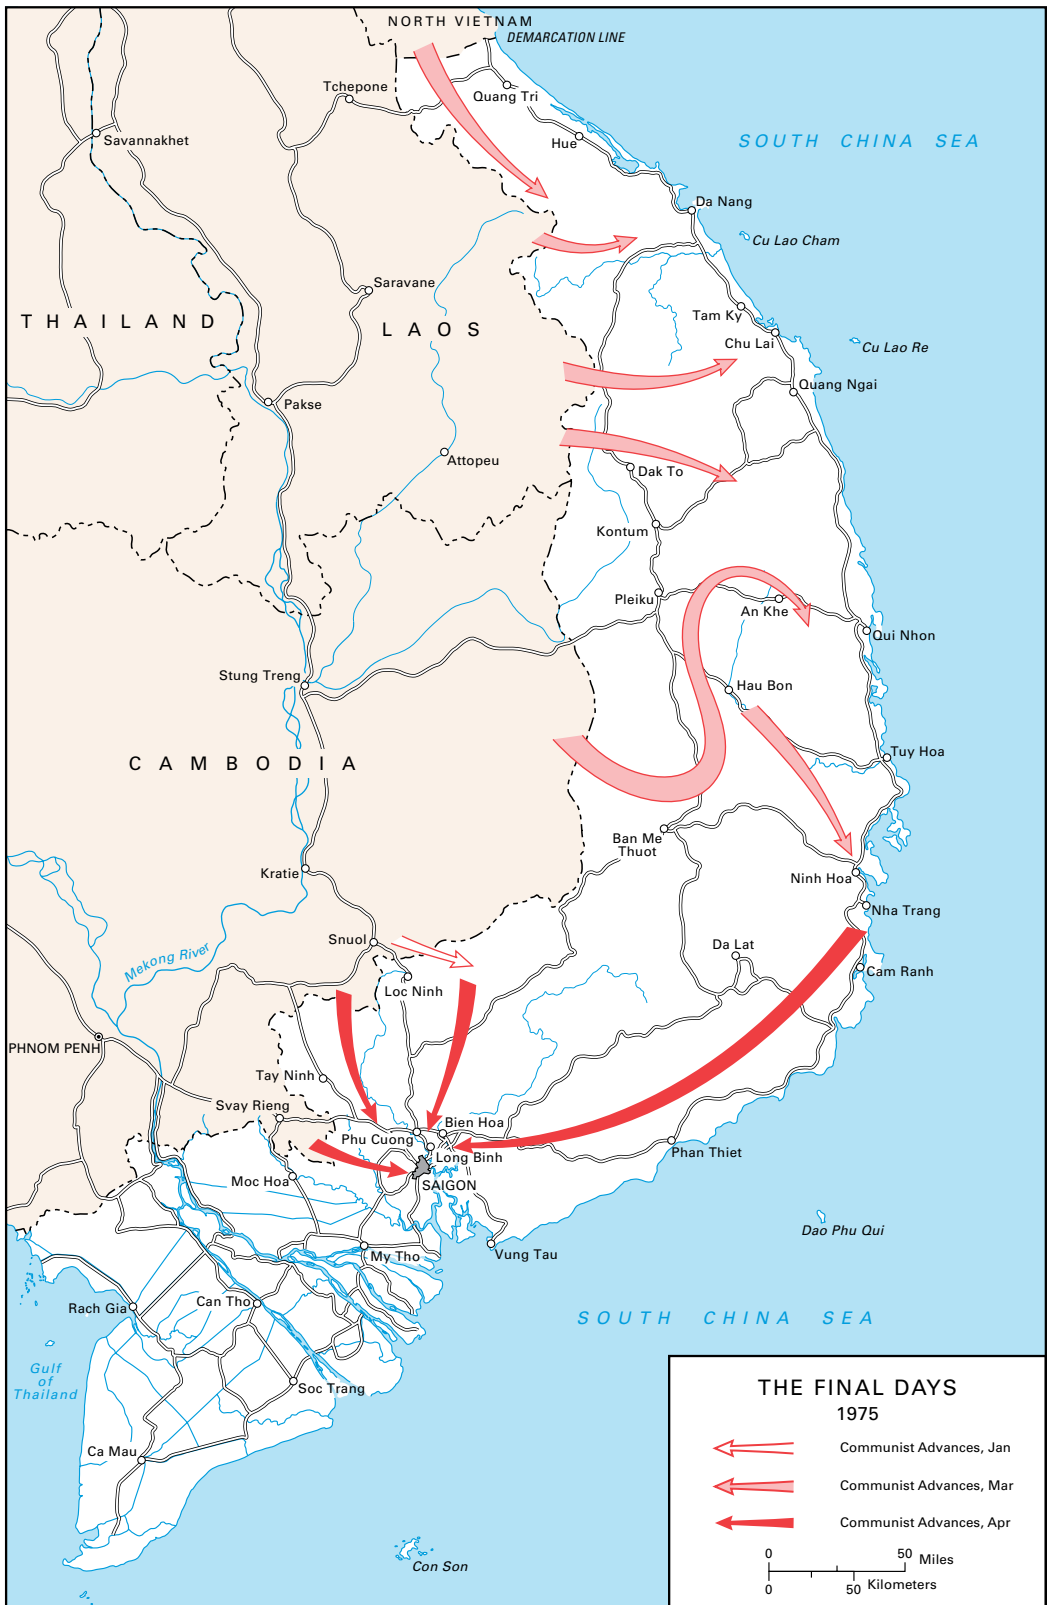 NORTH VIETNAM
DEMARCATION LINE
Tchepone
Quang Tri
Savannakhet
Hue
SOUTH CHINA SEA
Da Nang
Cu Lao Cham
Saravane
THAILAND
LAOS
Tam Ky
Chu Lai
Cu Lao Re
Quang Ngai
Pakse
Attopeu
Dak To
Kontum
Pleiku
An Khe
Qui Nhon
Stung Treng
Hau Bon
Tuy Hoa
CAMBODIA
Ban Me
Thuot
Kratie
Ninh Hoa
Nha Trang
Snuol
Mekong River
Da Lat
Cam Ranh
Loc Ninh
PHNOM PENH
Tay Ninh
Svay Rieng
Bien Hoa
Phu Cuong
Long Binh
Phan Thiet
Moc Hoa
SAIGON
Dao Phu Qui
My Tho
Vung Tau
Rach Gia
Can Tho
SOUTH CHINA SEA
Gulf
of
Thailand
Soc Trang
Ca Mau
Con Son
THE FINAL DAYS
1975
Communist Advances, Jan
Communist Advances, Mar
Communist Advances, Apr
0 50 Miles
0 50 Kilometers